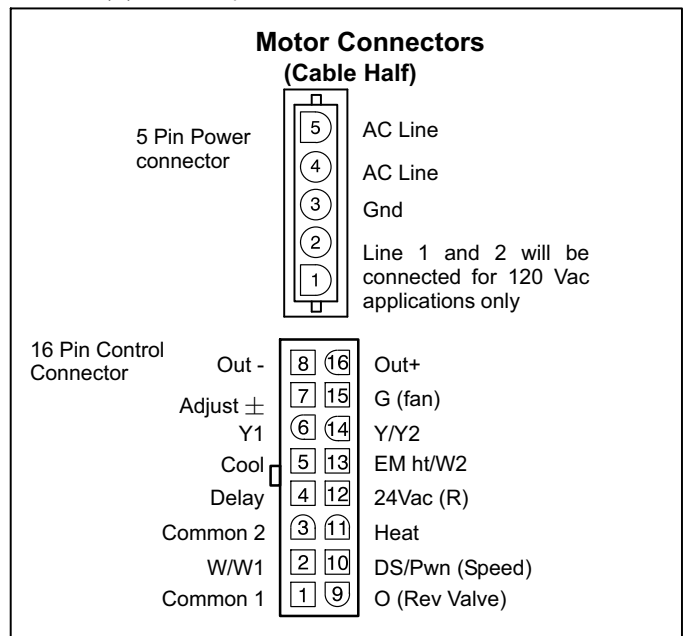 Motor Connectors
(Cable Half)
5 Pin Power
connector
5
AC Line
4
AC Line
3
Gnd
2
1
Line 1 and 2 will be
connected for 120 Vac
applications only
16 Pin Control
Connector
Out - 8 16 Out+
Adjust ± 7 15 G (fan)
Y1 6 14 Y/Y2
Cool 5 13 EM ht/W2
Delay 4 12 24Vac (R)
Common 2 3 11 Heat
W/W1 2 10 DS/Pwn (Speed)
Common 1 1 9 O (Rev Valve)